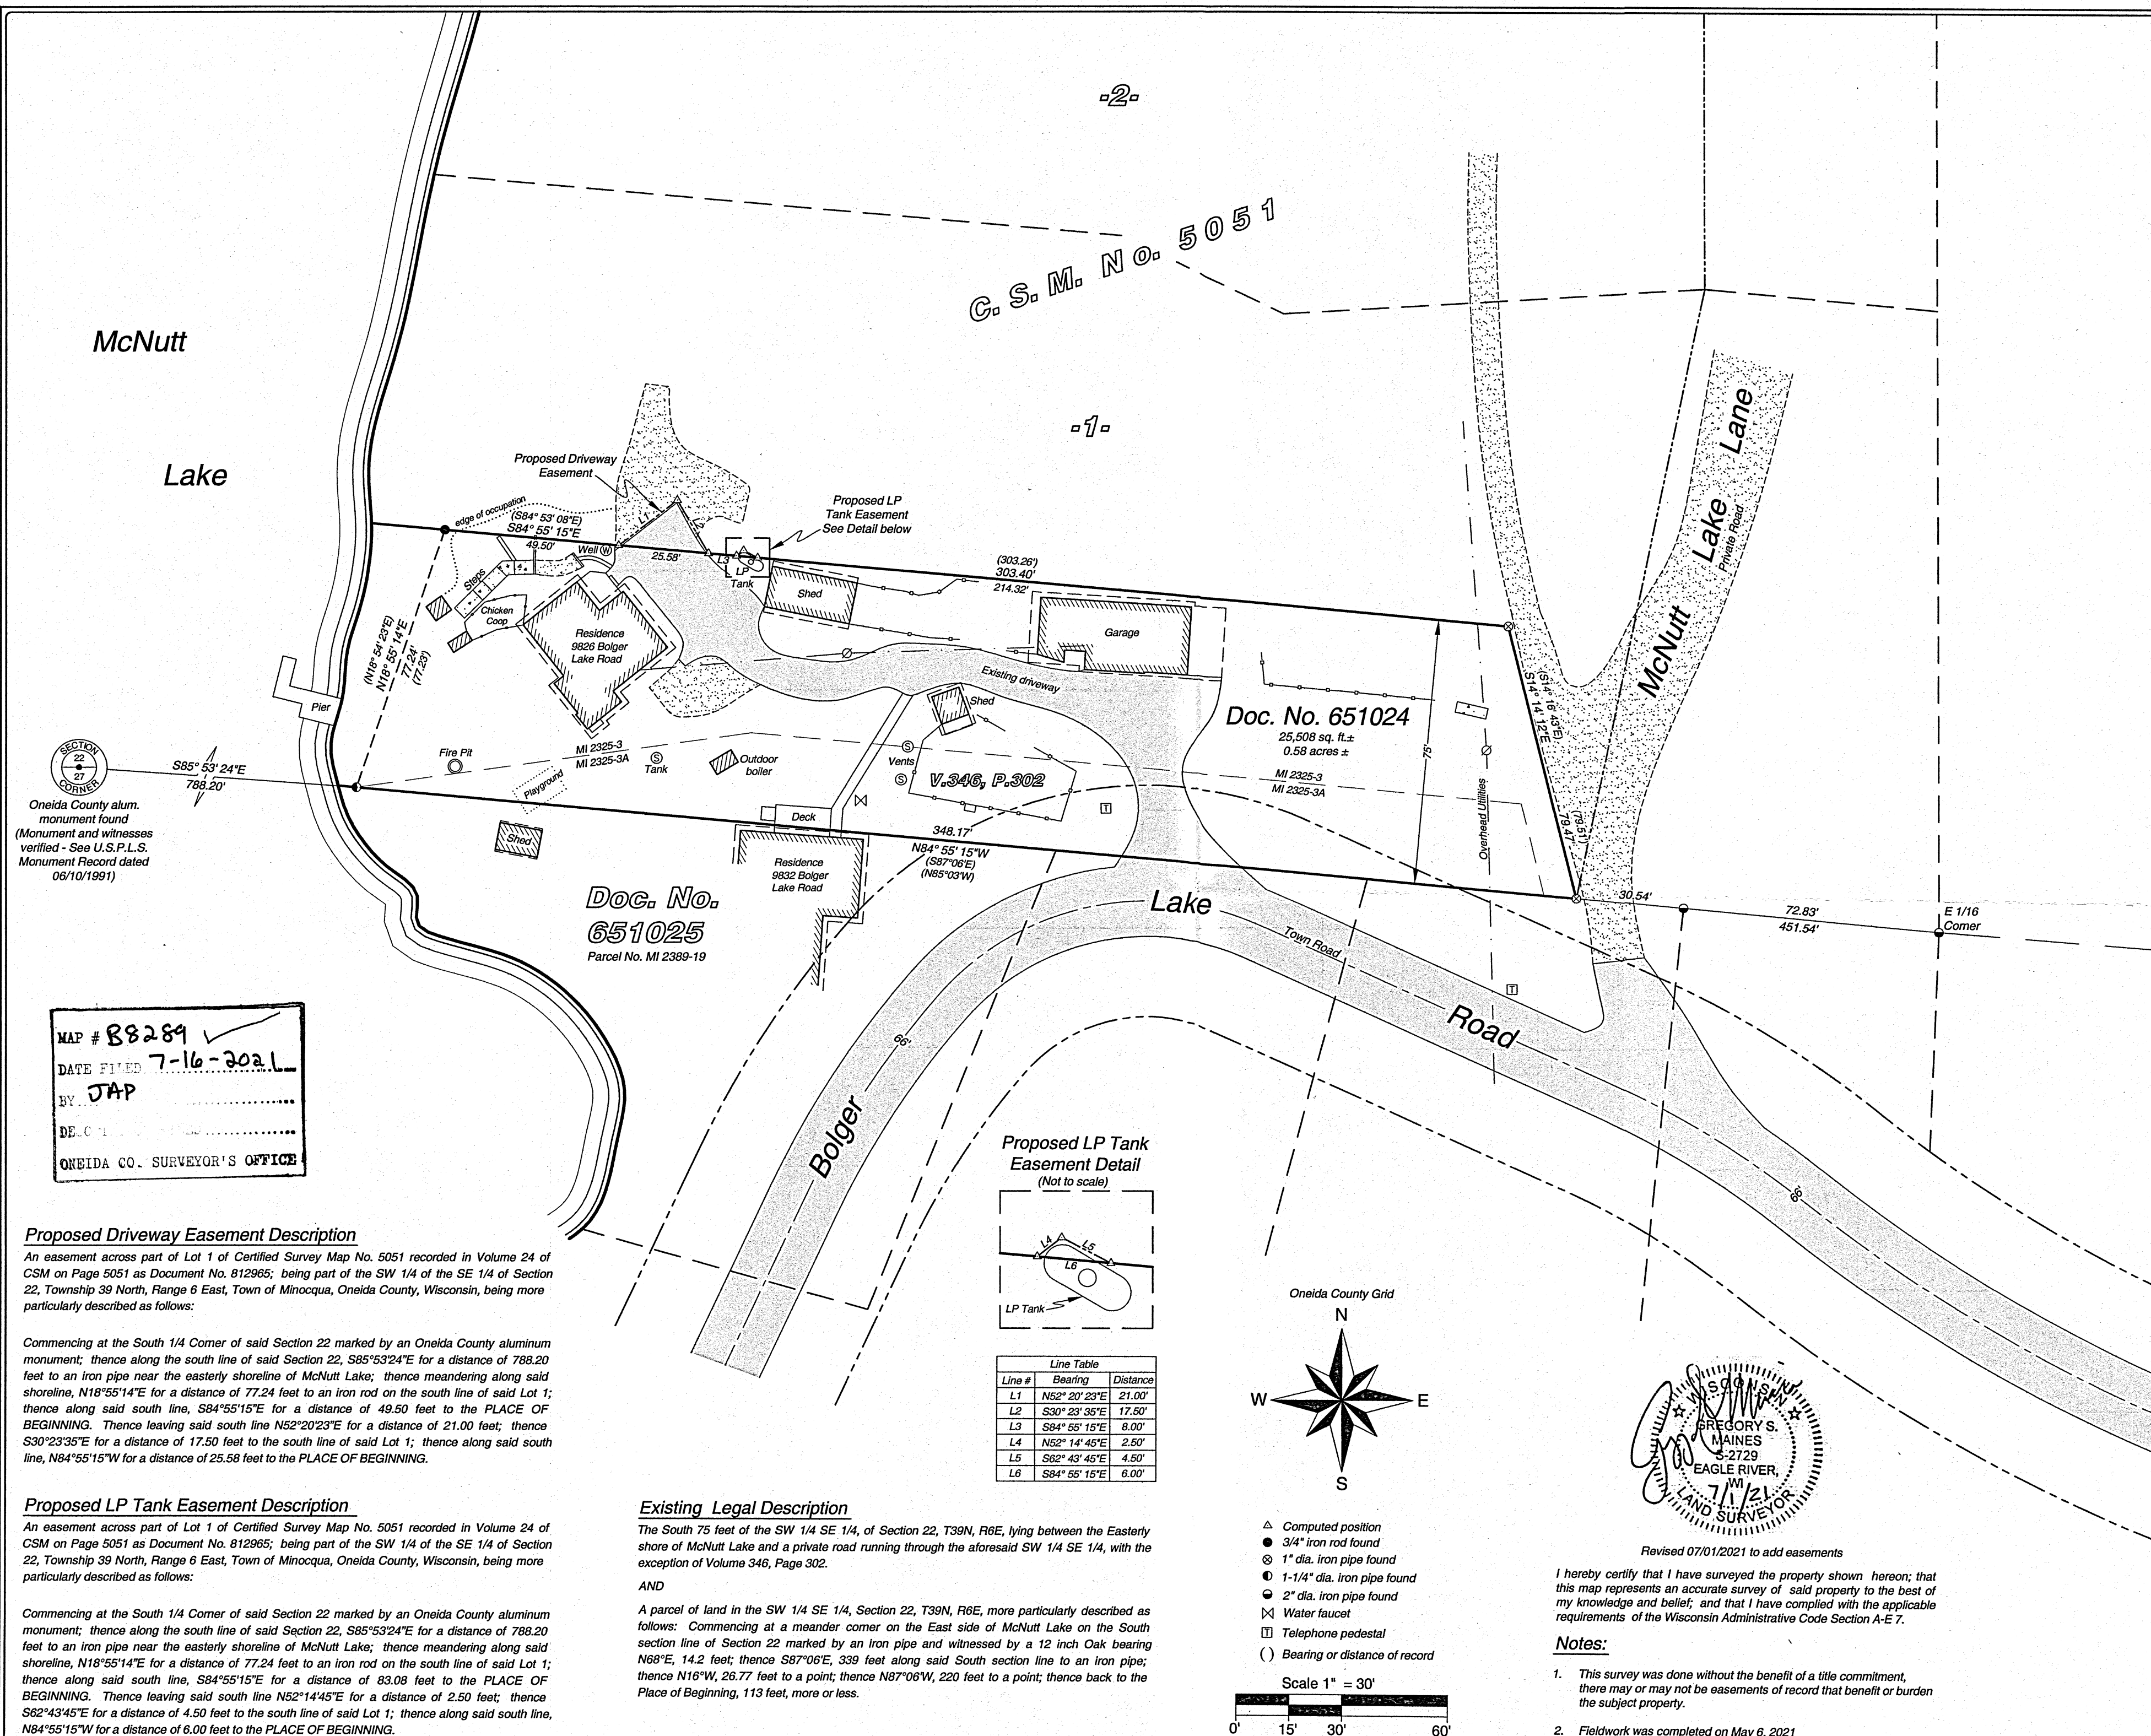 -2-
C. S. M. No. 5051
McNutt
Lake
-1-
Proposed Driveway
Easement
Proposed LP
Tank Easement
See Detail below
edge of occupation
(S84° 53' 08"E)
S84° 55' 15"E
49.50'
Well
W
L1
L2
25.58'
L3
LP
Tank
Shed
(303.26')
303.40'
214.32'
Garage
Steps
Chicken
Coop
Residence
9826 Bolger
Lake Road
(N18° 54' 23"E)
N18° 55' 14"E
77.24'
(77.23')
Existing driveway
Shed
Doc. No. 651024
25,508 sq. ft.±
0.58 acres ±
75'
(S14° 16' 43"E)
S14° 14' 12"E
(79.51')
79.47'
McNutt Lake Lane
Private Road
Overhead Utilities
Pier
SECTION
22
27
CORNER
S85° 53' 24"E
788.20'
Oneida County alum.
monument found
(Monument and witnesses
verified - See U.S.P.L.S.
Monument Record dated
06/10/1991)
Fire Pit
MI 2325-3
MI 2325-3A
S
Tank
Playground
Outdoor
boiler
S
Vents
S
V.346, P.302
T
MI 2325-3
MI 2325-3A
Shed
Deck
348.17'
N84° 55' 15"W
(S87°06'E)
(N85°03'W)
Residence
9832 Bolger
Lake Road
Doc. No.
651025
Parcel No. MI 2389-19
30.54'
72.83'
451.54'
E 1/16
Corner
Bolger
Lake
Road
Town Road
T
66'
66'
MAP # B8289
DATE FILED 7-16-2021
BY JAP
ONEIDA CO. SURVEYOR'S OFFICE
Proposed LP Tank
Easement Detail
(Not to scale)
L4
L5
L6
LP Tank
Line Table
Line # Bearing Distance
L1 N52° 20' 23"E 21.00'
L2 S30° 23' 35"E 17.50'
L3 S84° 55' 15"E 8.00'
L4 N52° 14' 45"E 2.50'
L5 S62° 43' 45"E 4.50'
L6 S84° 55' 15"E 6.00'
Oneida County Grid
N
W
E
S
Proposed Driveway Easement Description
An easement across part of Lot 1 of Certified Survey Map No. 5051 recorded in Volume 24 of
CSM on Page 5051 as Document No. 812965; being part of the SW 1/4 of the SE 1/4 of Section
22, Township 39 North, Range 6 East, Town of Minocqua, Oneida County, Wisconsin, being more
particularly described as follows:
Commencing at the South 1/4 Corner of said Section 22 marked by an Oneida County aluminum
monument; thence along the south line of said Section 22, S85°53'24"E for a distance of 788.20
feet to an iron pipe near the easterly shoreline of McNutt Lake; thence meandering along said
shoreline, N18°55'14"E for a distance of 77.24 feet to an iron rod on the south line of said Lot 1;
thence along said south line, S84°55'15"E for a distance of 49.50 feet to the PLACE OF
BEGINNING. Thence leaving said south line N52°20'23"E for a distance of 21.00 feet; thence
S30°23'35"E for a distance of 17.50 feet to the south line of said Lot 1; thence along said south
line, N84°55'15"W for a distance of 25.58 feet to the PLACE OF BEGINNING.
Proposed LP Tank Easement Description
An easement across part of Lot 1 of Certified Survey Map No. 5051 recorded in Volume 24 of
CSM on Page 5051 as Document No. 812965; being part of the SW 1/4 of the SE 1/4 of Section
22, Township 39 North, Range 6 East, Town of Minocqua, Oneida County, Wisconsin, being more
particularly described as follows:
Commencing at the South 1/4 Corner of said Section 22 marked by an Oneida County aluminum
monument; thence along the south line of said Section 22, S85°53'24"E for a distance of 788.20
feet to an iron pipe near the easterly shoreline of McNutt Lake; thence meandering along said
shoreline, N18°55'14"E for a distance of 77.24 feet to an iron rod on the south line of said Lot 1;
thence along said south line, S84°55'15"E for a distance of 83.08 feet to the PLACE OF
BEGINNING. Thence leaving said south line N52°14'45"E for a distance of 2.50 feet; thence
S62°43'45"E for a distance of 4.50 feet to the south line of said Lot 1; thence along said south line,
N84°55'15"W for a distance of 6.00 feet to the PLACE OF BEGINNING.
Existing Legal Description
The South 75 feet of the SW 1/4 SE 1/4, of Section 22, T39N, R6E, lying between the Easterly
shore of McNutt Lake and a private road running through the aforesaid SW 1/4 SE 1/4, with the
exception of Volume 346, Page 302.
AND
A parcel of land in the SW 1/4 SE 1/4, Section 22, T39N, R6E, more particularly described as
follows: Commencing at a meander corner on the East side of McNutt Lake on the South
section line of Section 22 marked by an iron pipe and witnessed by a 12 inch Oak bearing
N68°E, 14.2 feet; thence S87°06'E, 339 feet along said South section line to an iron pipe;
thence N16°W, 26.77 feet to a point; thence N87°06'W, 220 feet to a point; thence back to the
Place of Beginning, 113 feet, more or less.
Computed position
3/4" iron rod found
1" dia. iron pipe found
1-1/4" dia. iron pipe found
2" dia. iron pipe found
Water faucet
T Telephone pedestal
( ) Bearing or distance of record
Scale 1" = 30'
0' 15' 30' 60'
WISCONSIN
GREGORY S.
MAINES
S-2729
EAGLE RIVER,
WI
7/1/21
LAND SURVEYOR
Revised 07/01/2021 to add easements
I hereby certify that I have surveyed the property shown hereon; that
this map represents an accurate survey of said property to the best of
my knowledge and belief; and that I have complied with the applicable
requirements of the Wisconsin Administrative Code Section A-E 7.
Notes:
1. This survey was done without the benefit of a title commitment,
there may or may not be easements of record that benefit or burden
the subject property.
2. Fieldwork was completed on May 6, 2021